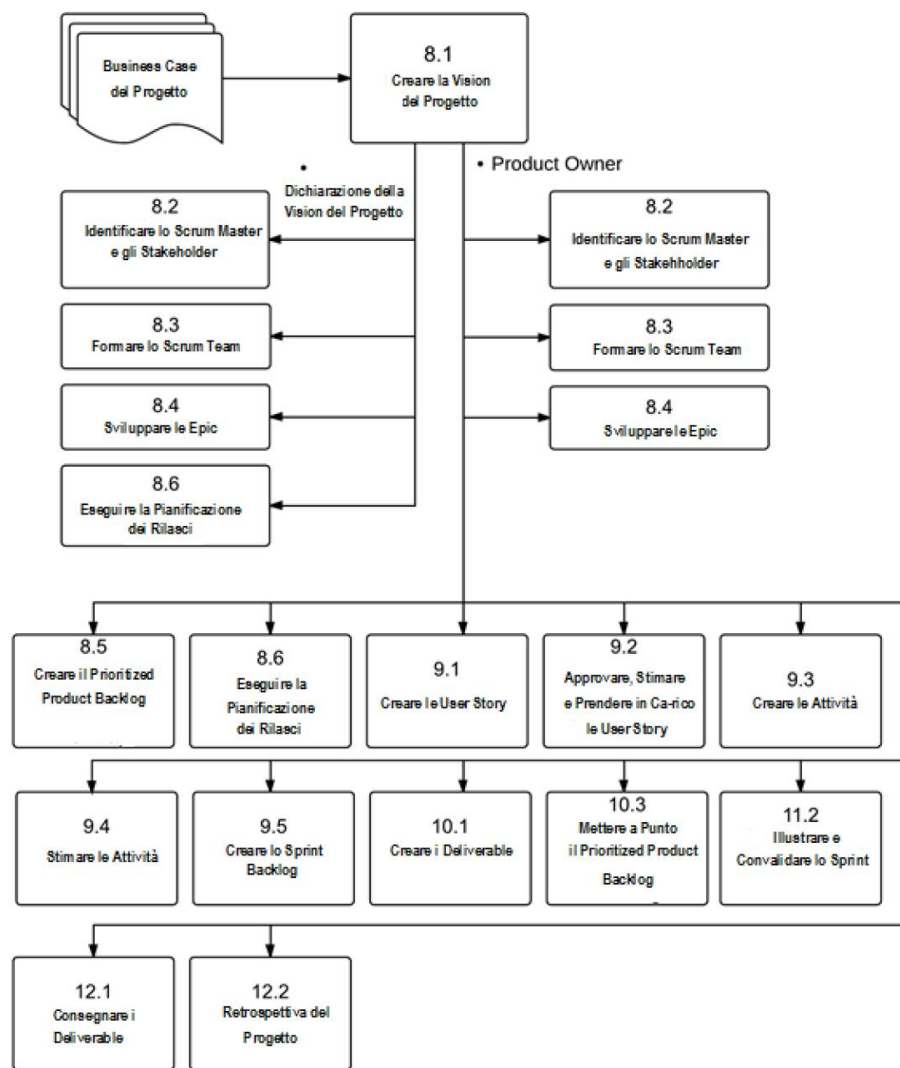 Business Case
del Progetto
8.1
Creare la Vision
del Progetto
•
Dichiarazione della
Vision del Progetto
• Product Owner
8.2
Identificare lo Scrum Master
e gli Stakeholder
8.2
Identificare lo Scrum Master
e gli Stakehholder
8.3
Formare lo Scrum Team
8.3
Formare lo Scrum Team
8.4
Sviluppare le Epic
8.4
Sviluppare le Epic
8.6
Eseguire la Pianificazione
dei Rilasci
8.5
Creare il Prioritized
Product Backlog
8.6
Eseguire la
Pianificazione
dei Rilasci
9.1
Creare le User Story
9.2
Approvare, Stimare
e Prendere in Ca-rico
le User Story
9.3
Creare le Attività
9.4
Stimare le Attività
9.5
Creare lo Sprint
Backlog
10.1
Creare i Deliverable
10.3
Mettere a Punto
il Prioritized Product
Backlog
11.2
Illustrare e
Convalidare lo Sprint
12.1
Consegnare i
Deliverable
12.2
Retrospettiva del
Progetto